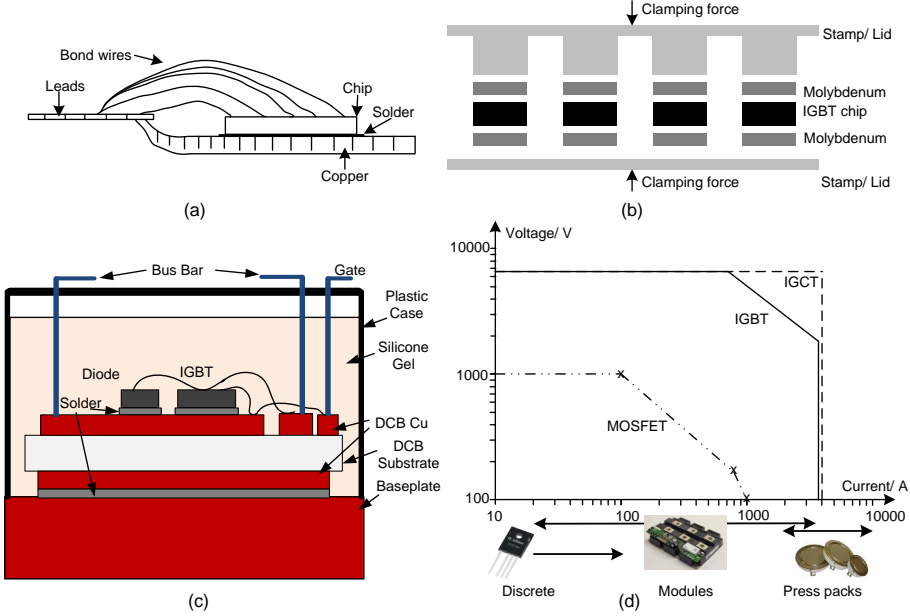 Bond wires
Leads
Chip
Solder
Copper
(a)
Clamping force
Stamp/ Lid
Molybdenum
IGBT chip
Molybdenum
Clamping force
Stamp/ Lid
(b)
Bus Bar
Gate
Plastic
Case
Silicone
Gel
Diode
IGBT
Solder
DCB Cu
DCB
Substrate
Baseplate
(c)
Voltage/ V
10000
IGCT
IGBT
1000
MOSFET
100
Current/ A
10
100
1000
10000
Discrete
Modules
Press packs
(d)